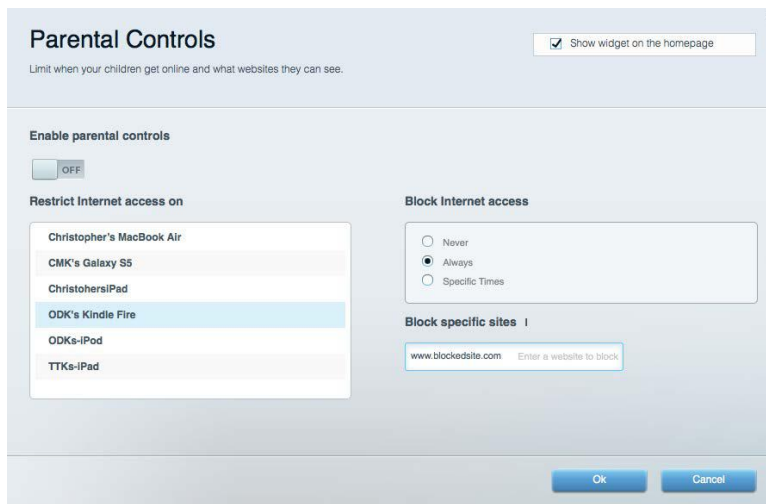 Parental Controls
Show widget on the homepage
Limit when your children get online and what websites they can see.
Enable parental controls
OFF
Restrict Internet access on
Christopher's MacBook Air
CMK's Galaxy S5
ChristohersiPad
ODK's Kindle Fire
ODKs-iPod
TTKs-iPad
Block Internet access
Never
Always
Specific Times
Block specific sites I
www.blockedsite.com Enter a website to block
Ok Cancel